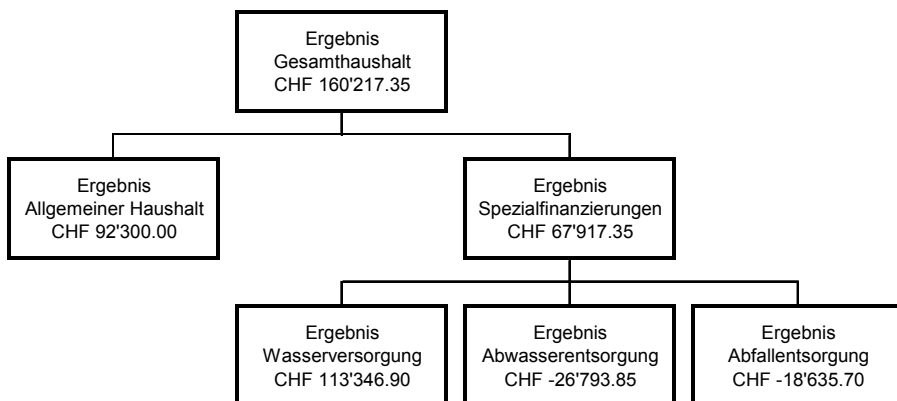 Ergebnis
Gesamthaushalt
CHF 160'217.35
Ergebnis
Allgemeiner Haushalt
CHF 92'300.00
Ergebnis
Spezialfinanzierungen
CHF 67'917.35
Ergebnis
Wasserversorgung
CHF 113'346.90
Ergebnis
Abwasserentsorgung
CHF -26'793.85
Ergebnis
Abfallentsorgung
CHF -18'635.70